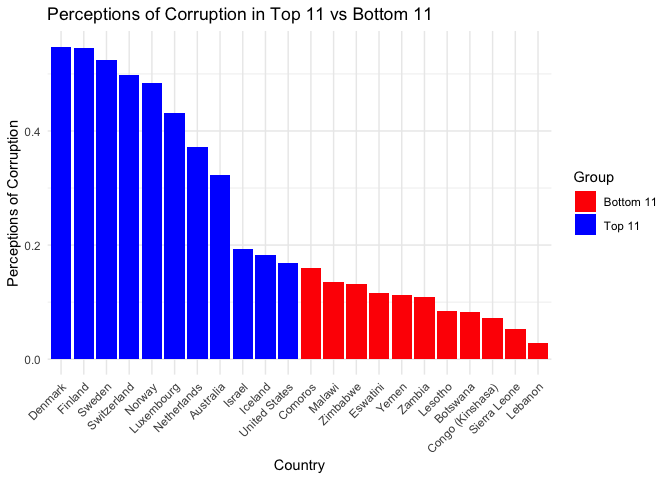 Perceptions of Corruption in Top 11 vs Bottom 11
Perceptions of Corruption
0.4
0.2
0.0
Denmark
Finland
Sweden
Switzerland
Norway
Luxembourg
Netherlands
Australia
Israel
Iceland
United States
Comoros
Malawi
Zimbabwe
Eswatini
Yemen
Zambia
Lesotho
Botswana
Congo (Kinshasa)
Sierra Leone
Lebanon
Country
Group
Bottom 11
Top 11